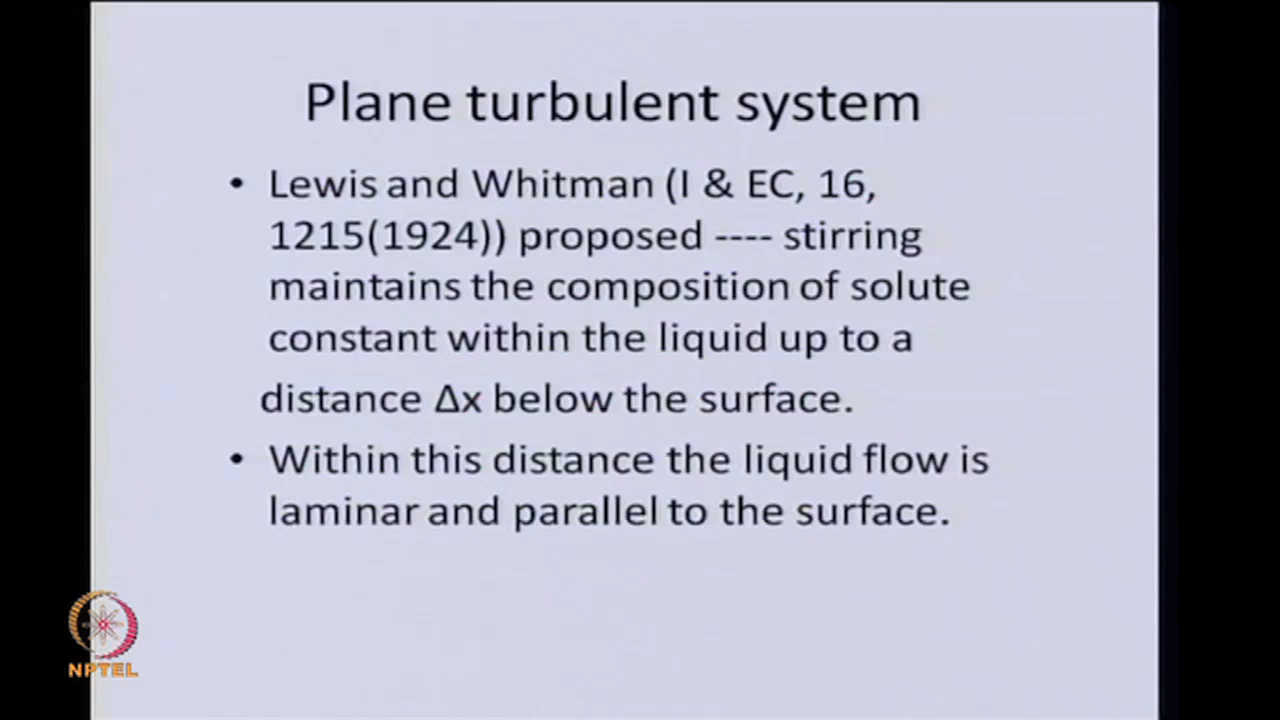 Plane turbulent system
• Lewis and Whitman (I & EC, 16,
1215(1924)) proposed ---- stirring
maintains the composition of solute
constant within the liquid up to a
distance Δx below the surface.
• Within this distance the liquid flow is
laminar and parallel to the surface.
NPTEL